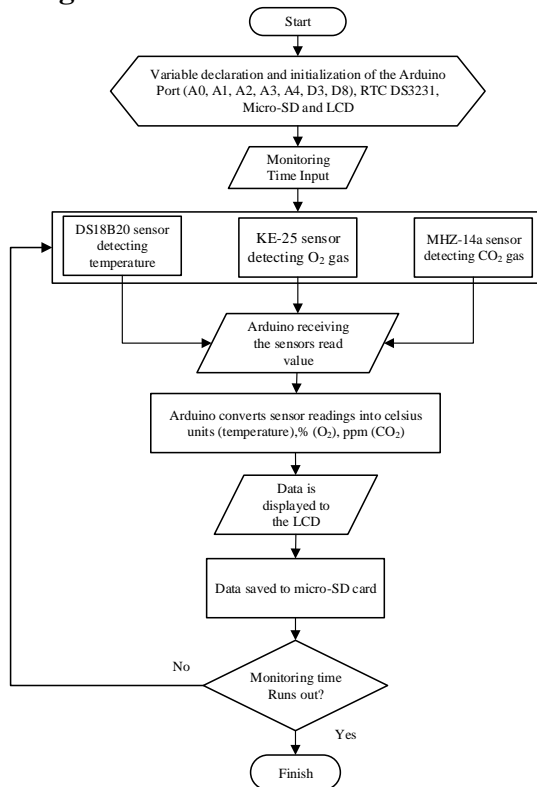 Start
Variable declaration and initialization of the Arduino
Port (A0, A1, A2, A3, A4, D3, D8), RTC DS3231,
Micro-SD and LCD
Monitoring
Time Input
DS18B20 sensor
detecting
temperature
KE-25 sensor
detecting O₂ gas
MHZ-14a sensor
detecting CO₂ gas
Arduino receiving
the sensors read
value
Arduino converts sensor readings into celsius
units (temperature),% (O₂), ppm (CO₂)
Data is
displayed to
the LCD
Data saved to micro-SD card
Monitoring time
Runs out?
No
Yes
Finish